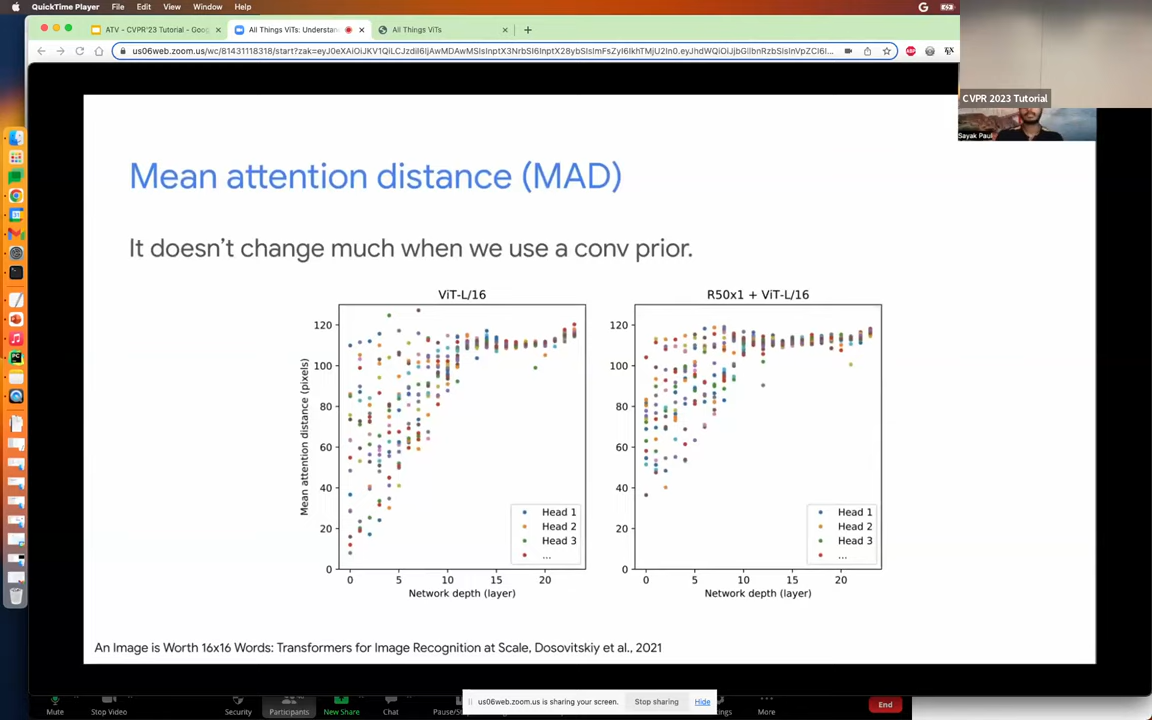 QuickTime Player File Edit View Window Help
ATV - CVPR'23 Tutorial - Goo
All Things ViTs: Understan
All Things ViTs
CVPR 2023 Tutorial
Sayak Paul
Mean attention distance (MAD)
It doesn't change much when we use a conv prior.
ViT-L/16
R50x1 + ViT-L/16
Mean attention distance (pixels)
120
100
80
60
40
20
0
0 5 10 15 20
Network depth (layer)
Head 1
Head 2
Head 3
...
120
100
80
60
40
20
0
0 5 10 15 20
Network depth (layer)
Head 1
Head 2
Head 3
...
An Image is Worth 16x16 Words: Transformers for Image Recognition at Scale, Dosovitskiy et al., 2021
us06web.zoom.us is sharing your screen. Stop sharing Hide
Mute Stop Video Security Participants New Share Chat More End